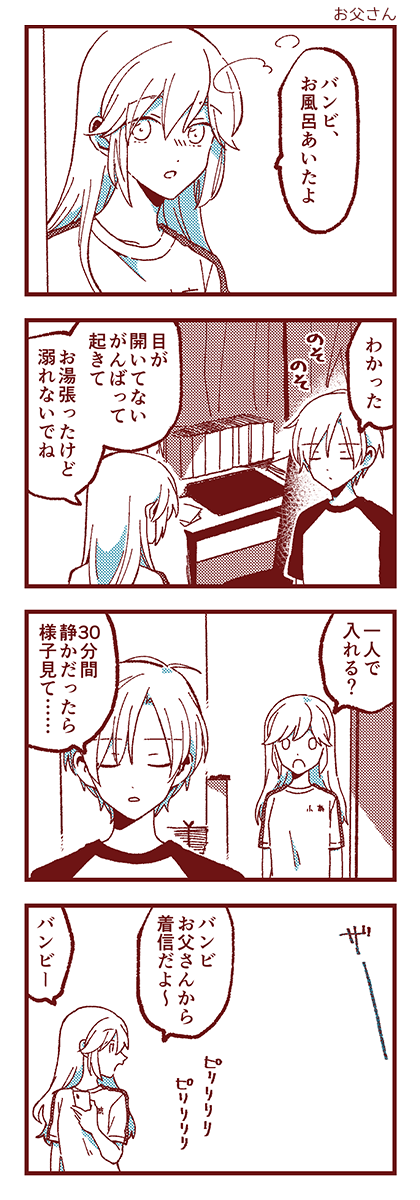 お父さん
バンビ、
お風呂あいたよ
わかった
のそ
のそ
目が
開いてない
がんばって
起きて
お湯張ったけど
溺れないでね
一人で
入れる?
30分間
静かだったら
様子見て……
ザー
バンビ
お父さんから
着信だよ〜
ピリリリリ
ピリリリリ
バンビー